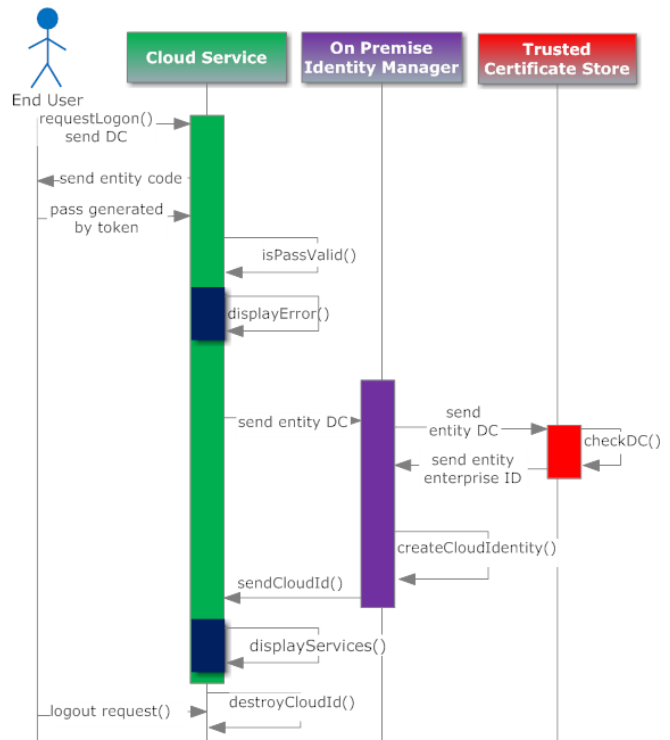 End User
Cloud Service
On Premise
Identity Manager
Trusted
Certificate Store
requestLogon()
send DC
send entity code
pass generated
by token
isPassValid()
displayError()
send entity DC
send
entity DC
checkDC()
send entity
enterprise ID
createCloudIdentity()
sendCloudId()
displayServices()
destroyCloudId()
logout request()